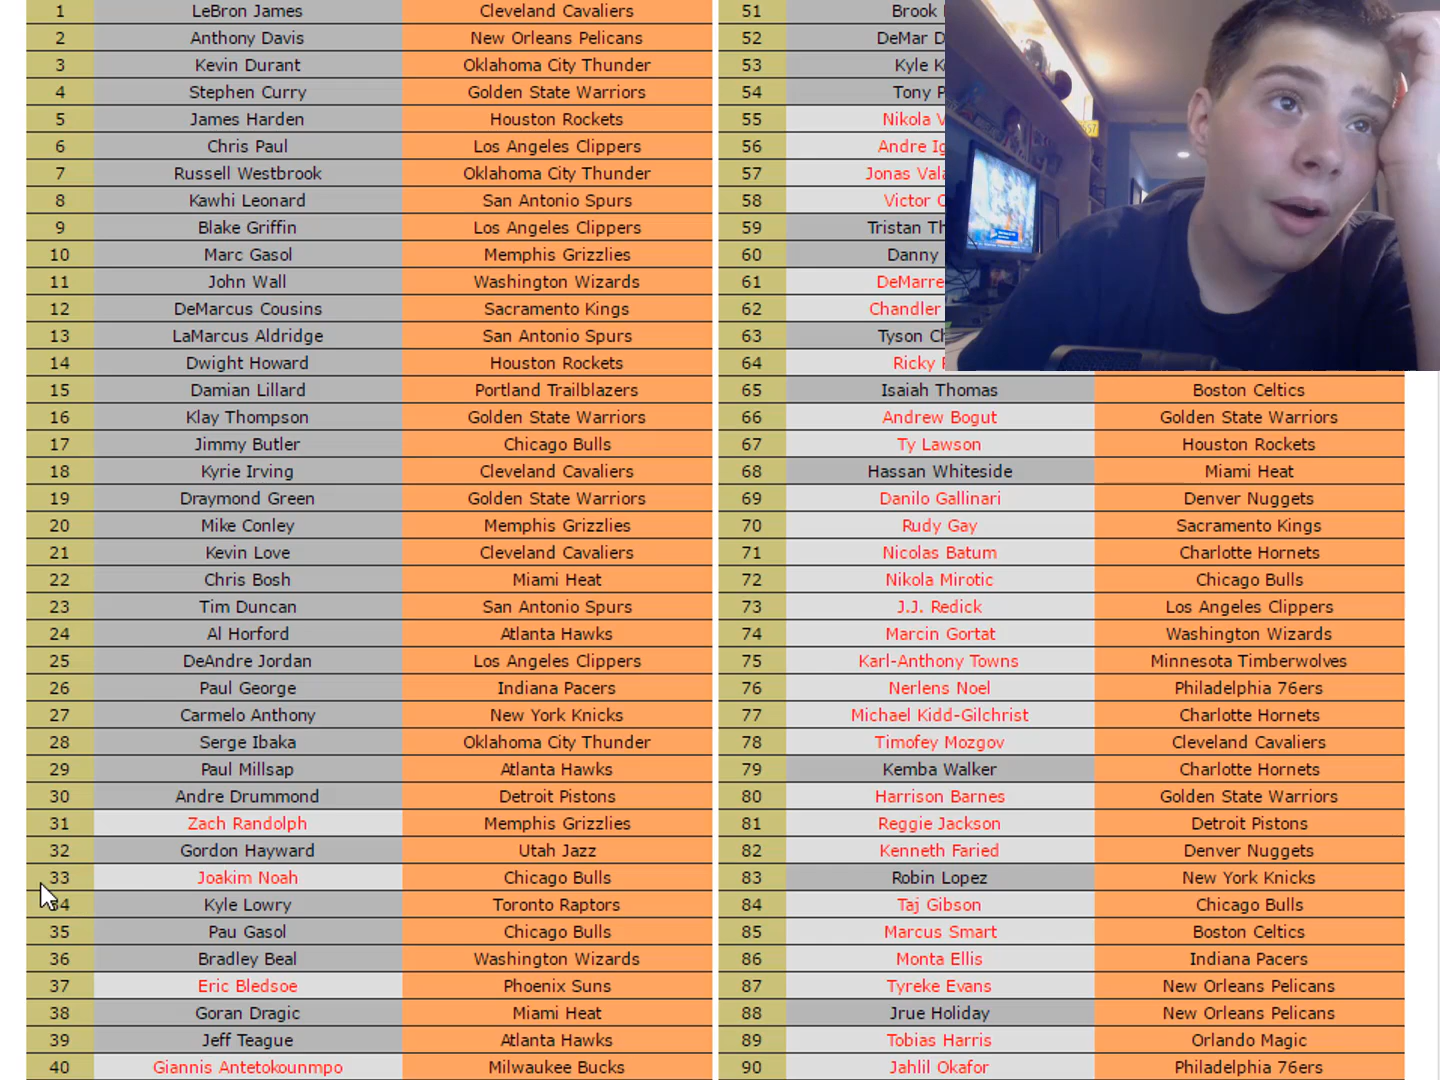 1 LeBron James Cleveland Cavaliers
2 Anthony Davis New Orleans Pelicans
3 Kevin Durant Oklahoma City Thunder
4 Stephen Curry Golden State Warriors
5 James Harden Houston Rockets
6 Chris Paul Los Angeles Clippers
7 Russell Westbrook Oklahoma City Thunder
8 Kawhi Leonard San Antonio Spurs
9 Blake Griffin Los Angeles Clippers
10 Marc Gasol Memphis Grizzlies
11 John Wall Washington Wizards
12 DeMarcus Cousins Sacramento Kings
13 LaMarcus Aldridge San Antonio Spurs
14 Dwight Howard Houston Rockets
15 Damian Lillard Portland Trailblazers
16 Klay Thompson Golden State Warriors
17 Jimmy Butler Chicago Bulls
18 Kyrie Irving Cleveland Cavaliers
19 Draymond Green Golden State Warriors
20 Mike Conley Memphis Grizzlies
21 Kevin Love Cleveland Cavaliers
22 Chris Bosh Miami Heat
23 Tim Duncan San Antonio Spurs
24 Al Horford Atlanta Hawks
25 DeAndre Jordan Los Angeles Clippers
26 Paul George Indiana Pacers
27 Carmelo Anthony New York Knicks
28 Serge Ibaka Oklahoma City Thunder
29 Paul Millsap Atlanta Hawks
30 Andre Drummond Detroit Pistons
31 Zach Randolph Memphis Grizzlies
32 Gordon Hayward Utah Jazz
33 Joakim Noah Chicago Bulls
34 Kyle Lowry Toronto Raptors
35 Pau Gasol Chicago Bulls
36 Bradley Beal Washington Wizards
37 Eric Bledsoe Phoenix Suns
38 Goran Dragic Miami Heat
39 Jeff Teague Atlanta Hawks
40 Giannis Antetokounmpo Milwaukee Bucks
51 Brook
52 DeMar D
53 Kyle K
54 Tony P
55 Nikola V
56 Andre Ig
57 Jonas Vala
58 Victor
59 Tristan Th
60 Danny
61 DeMarre
62 Chandler
63 Tyson Ch
64 Ricky
65 Isaiah Thomas Boston Celtics
66 Andrew Bogut Golden State Warriors
67 Ty Lawson Houston Rockets
68 Hassan Whiteside Miami Heat
69 Danilo Gallinari Denver Nuggets
70 Rudy Gay Sacramento Kings
71 Nicolas Batum Charlotte Hornets
72 Nikola Mirotic Chicago Bulls
73 J.J. Redick Los Angeles Clippers
74 Marcin Gortat Washington Wizards
75 Karl-Anthony Towns Minnesota Timberwolves
76 Nerlens Noel Philadelphia 76ers
77 Michael Kidd-Gilchrist Charlotte Hornets
78 Timofey Mozgov Cleveland Cavaliers
79 Kemba Walker Charlotte Hornets
80 Harrison Barnes Golden State Warriors
81 Reggie Jackson Detroit Pistons
82 Kenneth Faried Denver Nuggets
83 Robin Lopez New York Knicks
84 Taj Gibson Chicago Bulls
85 Marcus Smart Boston Celtics
86 Monta Ellis Indiana Pacers
87 Tyreke Evans New Orleans Pelicans
88 Jrue Holiday New Orleans Pelicans
89 Tobias Harris Orlando Magic
90 Jahlil Okafor Philadelphia 76ers